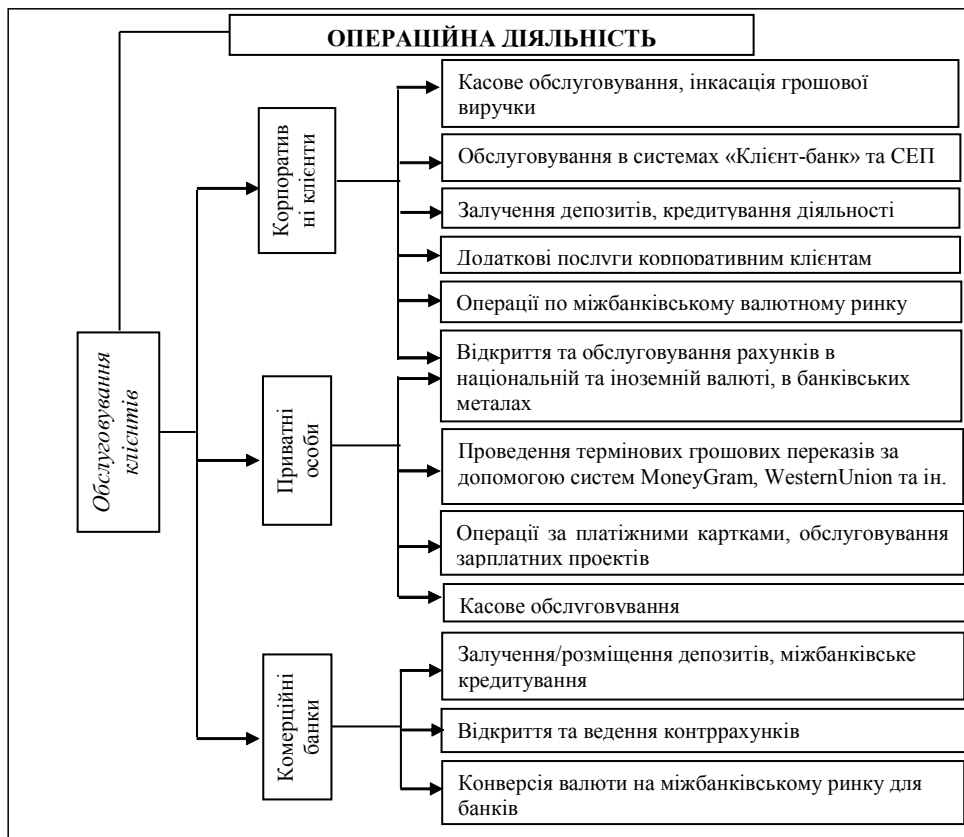 ОПЕРАЦІЙНА ДІЯЛЬНІСТЬ
Обслуговування
клієнтів
Корпоратив
ні клієнти
Касове обслуговування, інкасація грошової
виручки
Обслуговування в системах «Клієнт-банк» та СЕП
Залучення депозитів, кредитування діяльності
Додаткові послуги корпоративним клієнтам
Операції по міжбанківському валютному ринку
Відкриття та обслуговування рахунків в
національній та іноземній валюті, в банківських
металах
Приватні
особи
Проведення термінових грошових переказів за
допомогою систем MoneyGram, WesternUnion та ін.
Операції за платіжними картками, обслуговування
зарплатних проектів
Касове обслуговування
Комерційні
банки
Залучення/розміщення депозитів, міжбанківське
кредитування
Відкриття та ведення контррахунків
Конверсія валюти на міжбанківському ринку для
банків